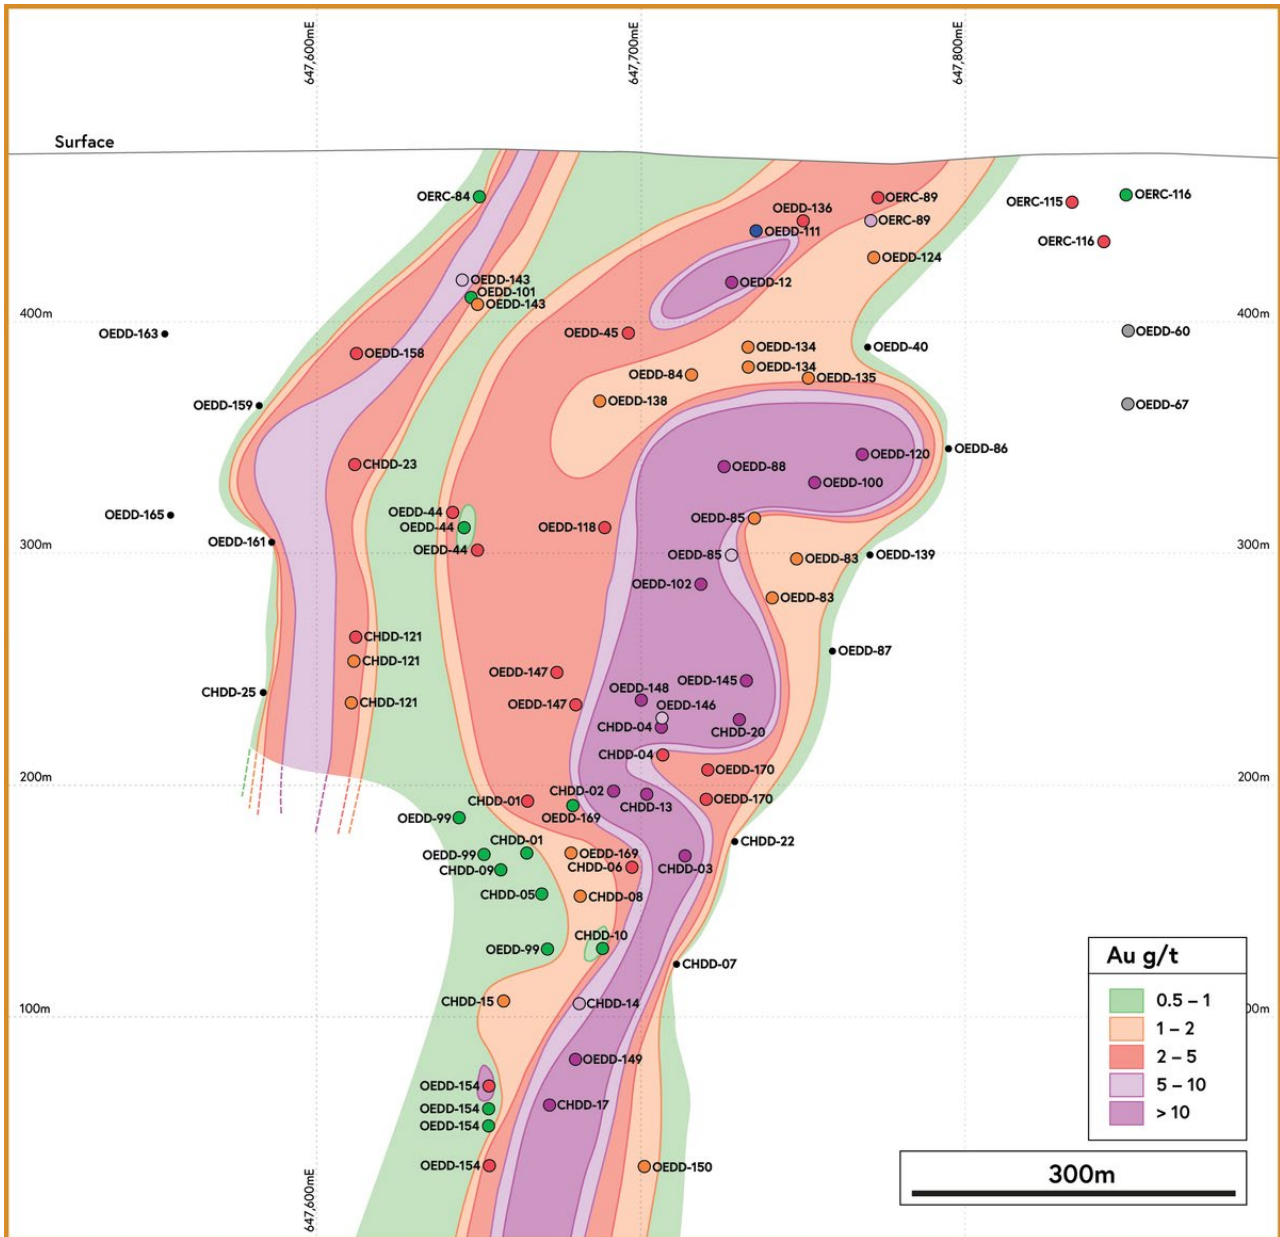 647,600mE
647,700mE
647,800mE
Surface
OERC-84
OERC-89
OERC-116
OERC-115
OEDD-136
OERC-89
OEDD-111
OERC-116
OEDD-124
OEDD-143
OEDD-12
OEDD-101
OEDD-143
400m
400m
OEDD-163
OEDD-45
OEDD-60
OEDD-158
OEDD-134
OEDD-40
OEDD-134
OEDD-84
OEDD-135
OEDD-159
OEDD-138
OEDD-67
OEDD-86
OEDD-120
CHDD-23
OEDD-88
OEDD-100
OEDD-165
OEDD-44
OEDD-44
OEDD-118
OEDD-85
OEDD-161
300m
300m
OEDD-44
OEDD-85
OEDD-83
OEDD-139
OEDD-102
OEDD-83
CHDD-121
OEDD-87
CHDD-121
OEDD-147
OEDD-145
CHDD-25
CHDD-121
OEDD-148
OEDD-147
OEDD-146
CHDD-04
CHDD-20
CHDD-04
OEDD-170
200m
200m
CHDD-02
CHDD-01
CHDD-13
OEDD-170
OEDD-99
OEDD-169
CHDD-01
CHDD-22
OEDD-99
OEDD-169
CHDD-09
CHDD-06
CHDD-03
CHDD-05
CHDD-08
CHDD-10
OEDD-99
CHDD-07
CHDD-15
CHDD-14
100m
00m
OEDD-149
OEDD-154
CHDD-17
OEDD-154
OEDD-154
OEDD-154
OEDD-150
647,600mE
Au g/t
0.5 – 1
1 – 2
2 – 5
5 – 10
> 10
300m